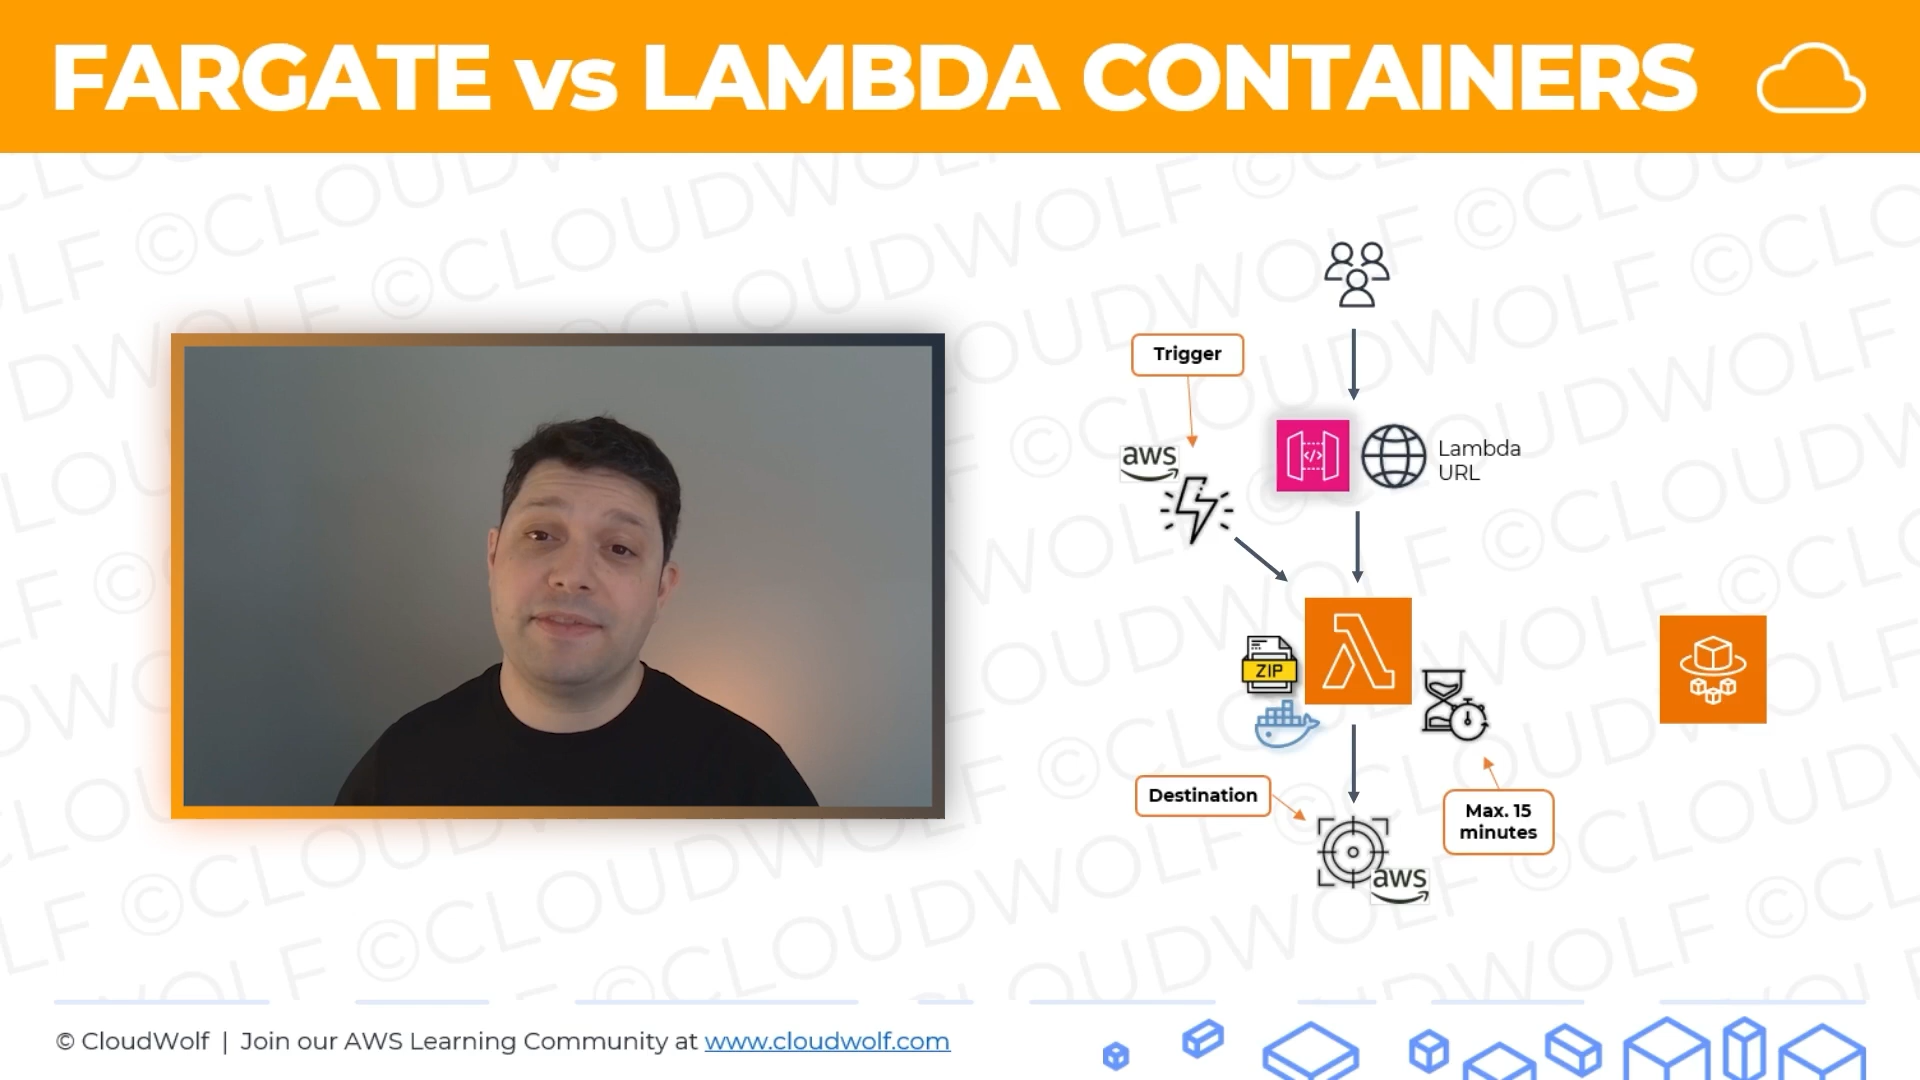 FARGATE vs LAMBDA CONTAINERS
Trigger
aws
Lambda
URL
ZIP
Destination
Max. 15
minutes
aws
© CloudWolf | Join our AWS Learning Community at www.cloudwolf.com
©CLOUDWOLF